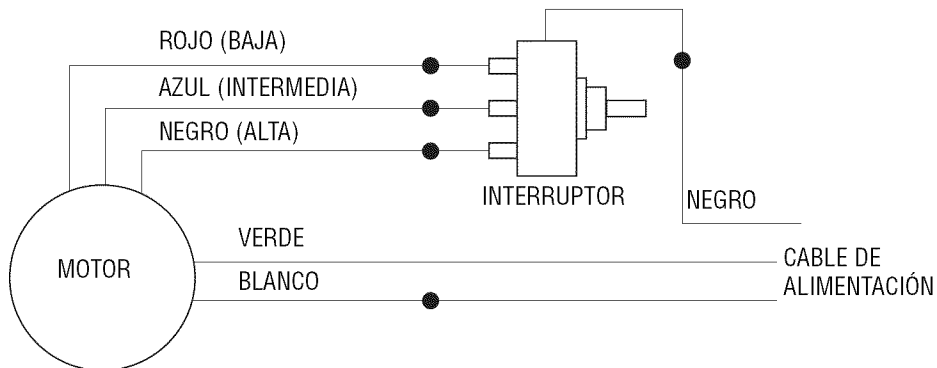 ROJO (BAJA)
AZUL (INTERMEDIA)
NEGRO (ALTA)
INTERRUPTOR
NEGRO
VERDE
MOTOR
BLANCO
CABLE DE
ALIMENTACIÓN